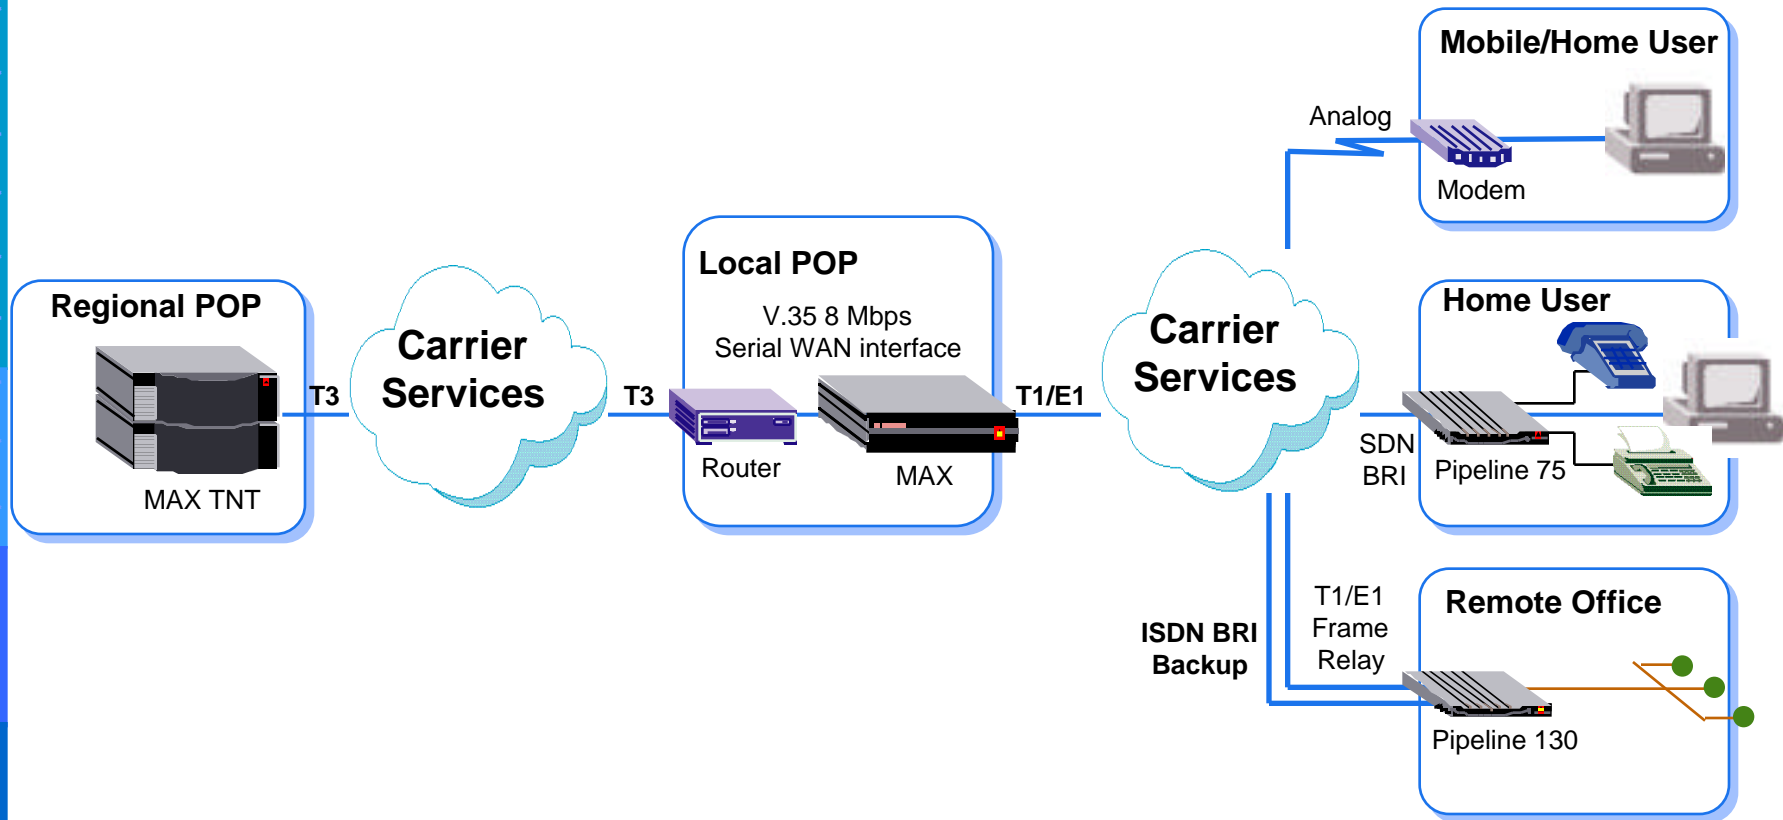 Mobile/Home User
Analog
Modem
Regional POP
MAX TNT
T3
Carrier
Services
T3
Local POP
V.35 8 Mbps
Serial WAN interface
Router
MAX
T1/E1
Carrier
Services
Home User
SDN
BRI
Pipeline 75
ISDN BRI
Backup
T1/E1
Frame
Relay
Remote Office
Pipeline 130